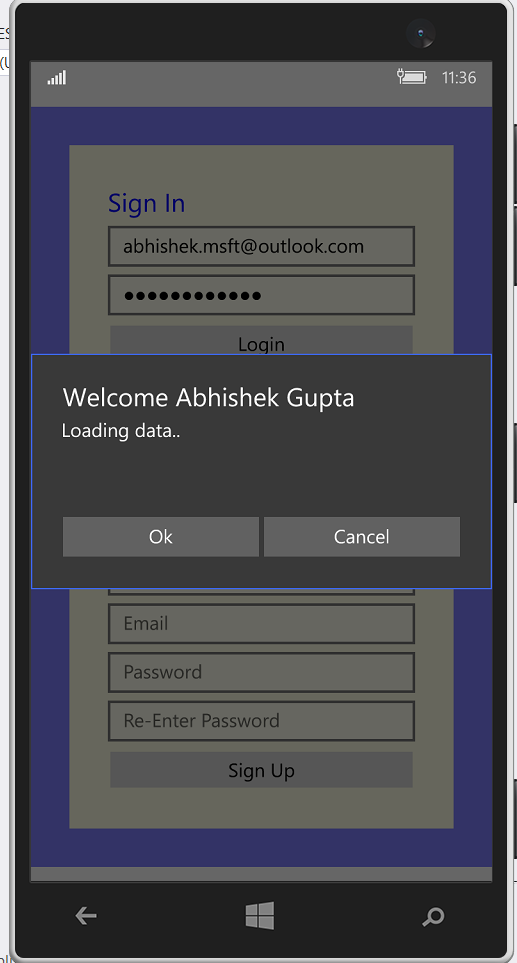 11:36
Sign In
abhishek.msft@outlook.com
Login
Welcome Abhishek Gupta
Loading data..
Ok Cancel
Email
Password
Re-Enter Password
Sign Up